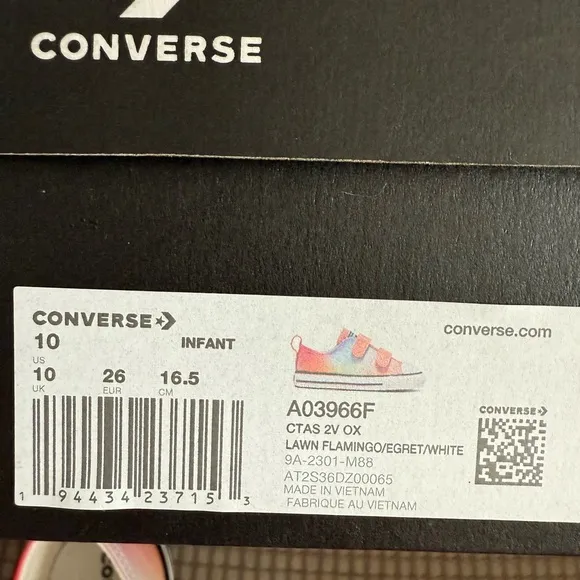 CONVERSE
CONVERSE
converse.com
10 INFANT
US
10 26 16.5
UK EUR CM
A03966F
CTAS 2V OX
LAWN FLAMINGO/EGRET/WHITE
9A-2301-M88
AT2S36DZ00065
MADE IN VIETNAM
FABRIQUE AU VIETNAM
CONVERSE
1 94434 23715 3